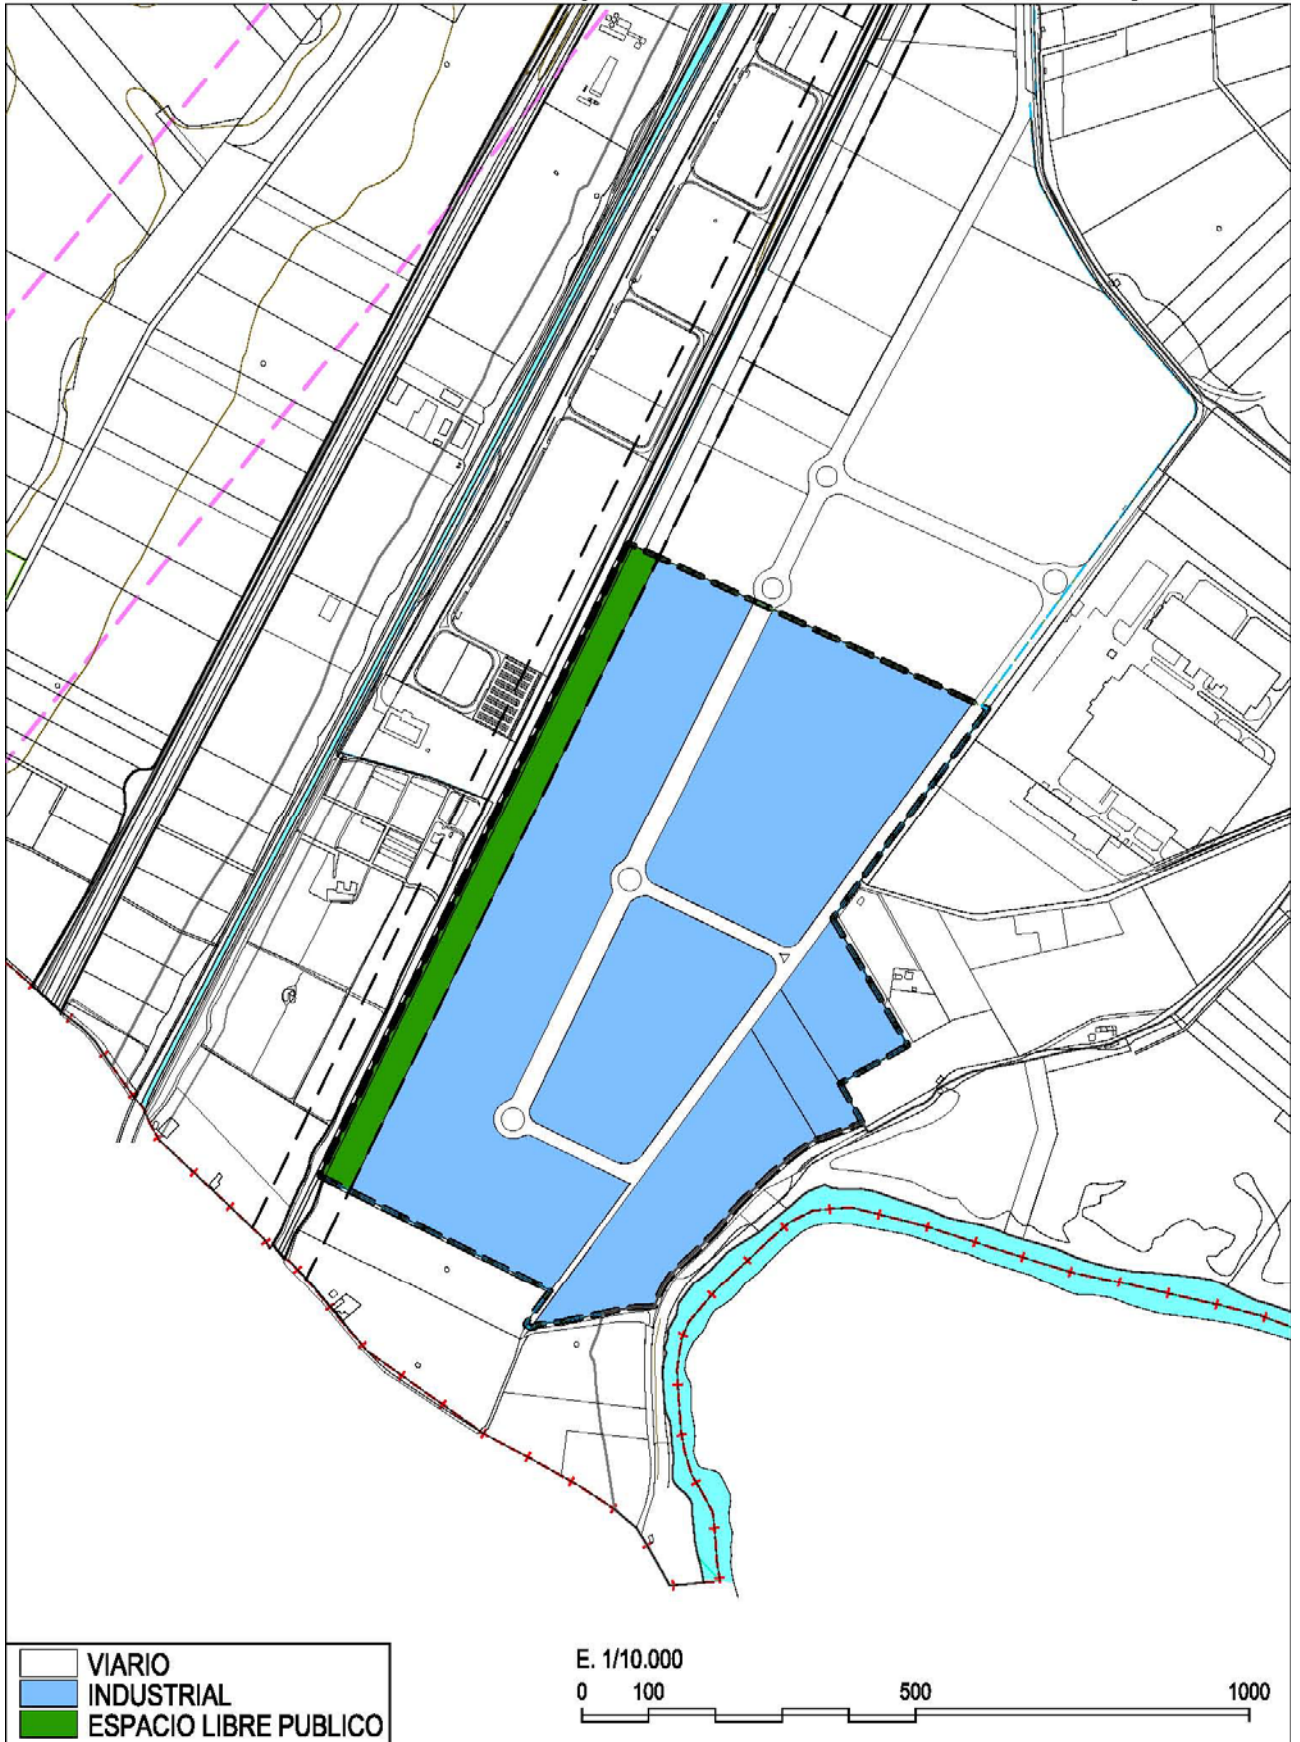 VIARIO
INDUSTRIAL
ESPACIO LIBRE PUBLICO
E. 1/10.000
0 100 500 1000